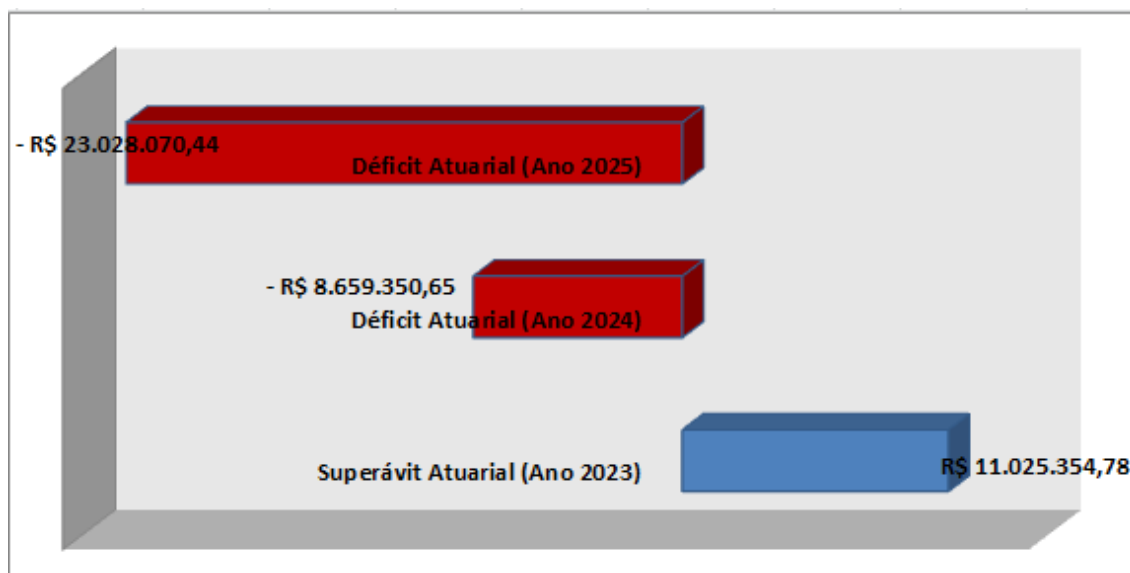 - R$ 23.028.070,44
Déficit Atuarial (Ano 2025)
- R$ 8.659.350,65
Déficit Atuarial (Ano 2024)
Superávit Atuarial (Ano 2023)
R$ 11.025.354,78